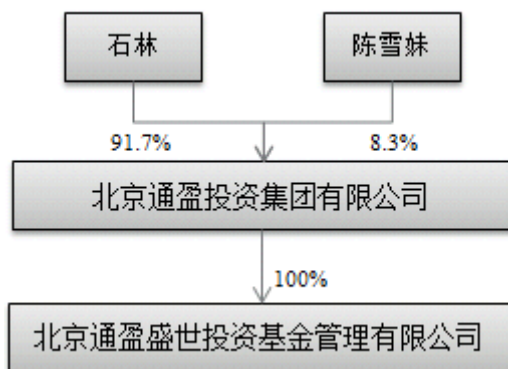 石林
陈雪妹
91.7%
8.3%
北京通盈投资集团有限公司
100%
北京通盈盛世投资基金管理有限公司